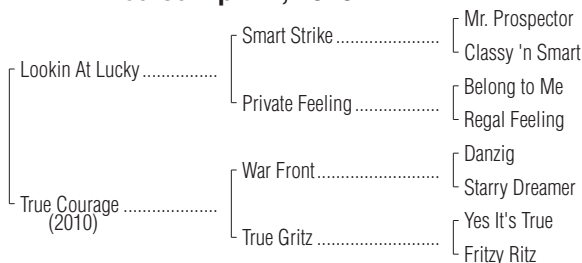 Mr. Prospector
Smart Strike
Classy 'n Smart
Lookin At Lucky
Belong to Me
Private Feeling
Regal Feeling
Danzig
War Front
Starry Dreamer
True Courage
(2010)
Yes It's True
True Gritz
Fritzy Ritz